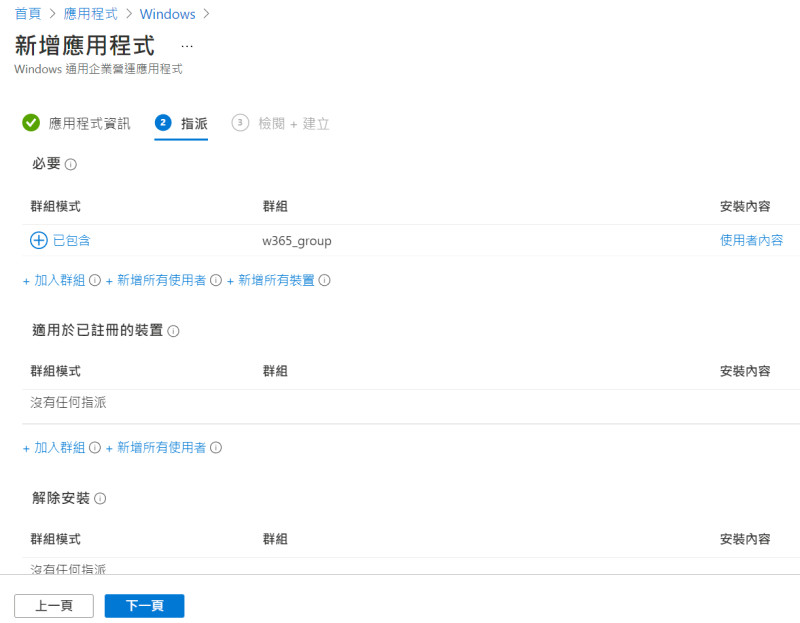 首頁 > 應用程式 > Windows >
新增應用程式 ...
Windows 通用企業營運應用程式
應用程式資訊 2 指派 3 檢閱 + 建立
必要
群組模式 群組 安裝內容
已包含 w365_group 使用者內容
+ 加入群組 + 新增所有使用者 + 新增所有裝置
適用於已註冊的裝置
群組模式 群組 安裝內容
沒有任何指派
+ 加入群組 + 新增所有使用者
解除安裝
群組模式 群組 安裝內容
沒有任何指派
上一頁 下一頁